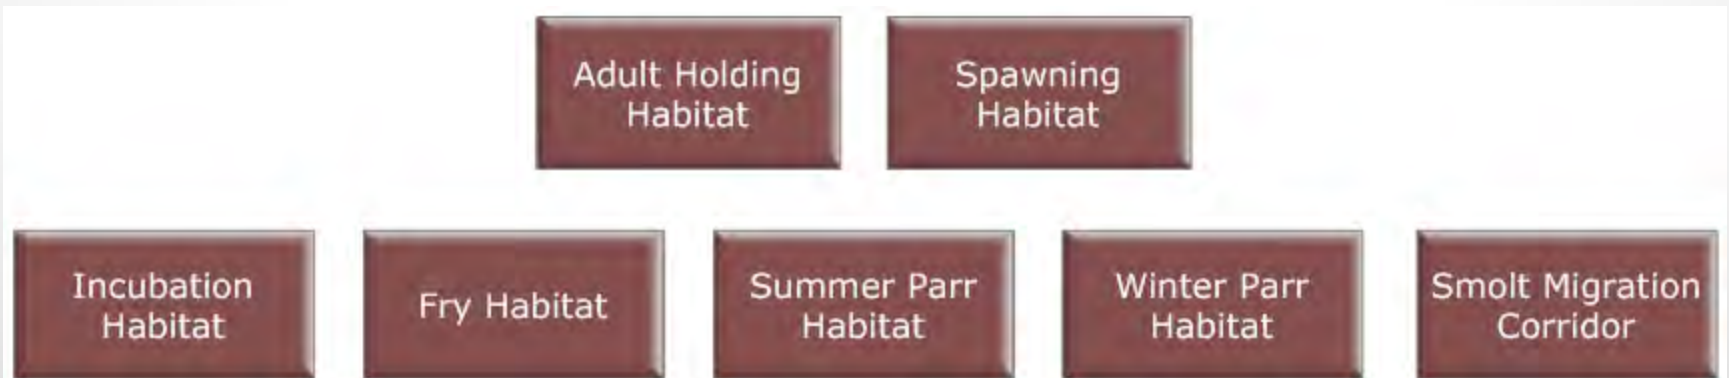 Adult Holding
Habitat
Spawning
Habitat
Incubation
Habitat
Fry Habitat
Summer Parr
Habitat
Winter Parr
Habitat
Smolt Migration
Corridor